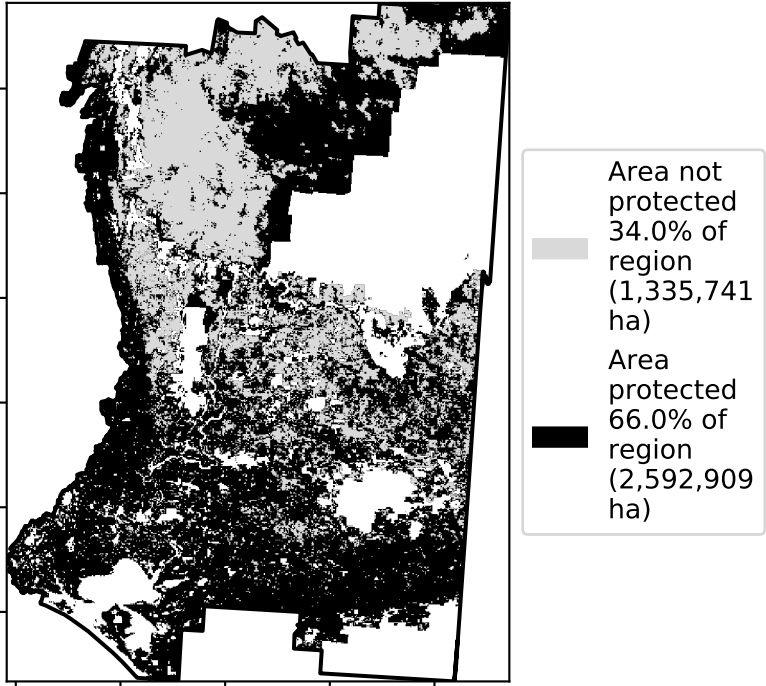 Area not
protected
34.0% of
region
(1,335,741
ha)
Area
protected
66.0% of
region
(2,592,909
ha)